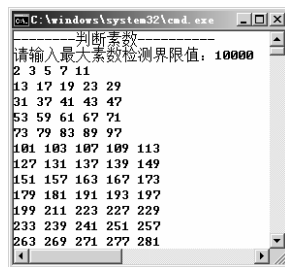 C:\windows\system32\cmd.exe
--------判断素数----------
请输入最大素数检测界限值：10000
2 3 5 7 11
13 17 19 23 29
31 37 41 43 47
53 59 61 67 71
73 79 83 89 97
101 103 107 109 113
127 131 137 139 149
151 157 163 167 173
179 181 191 193 197
199 211 223 227 229
233 239 241 251 257
263 269 271 277 281